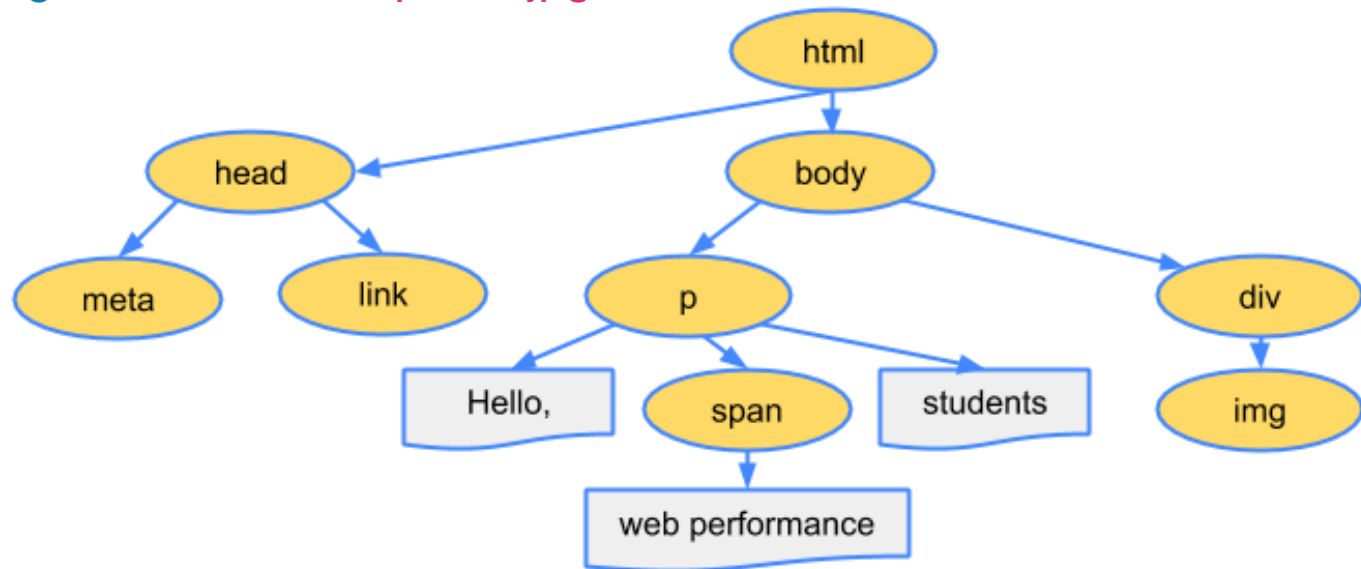 html
head
body
meta
link
p
div
Hello,
span
students
img
web performance